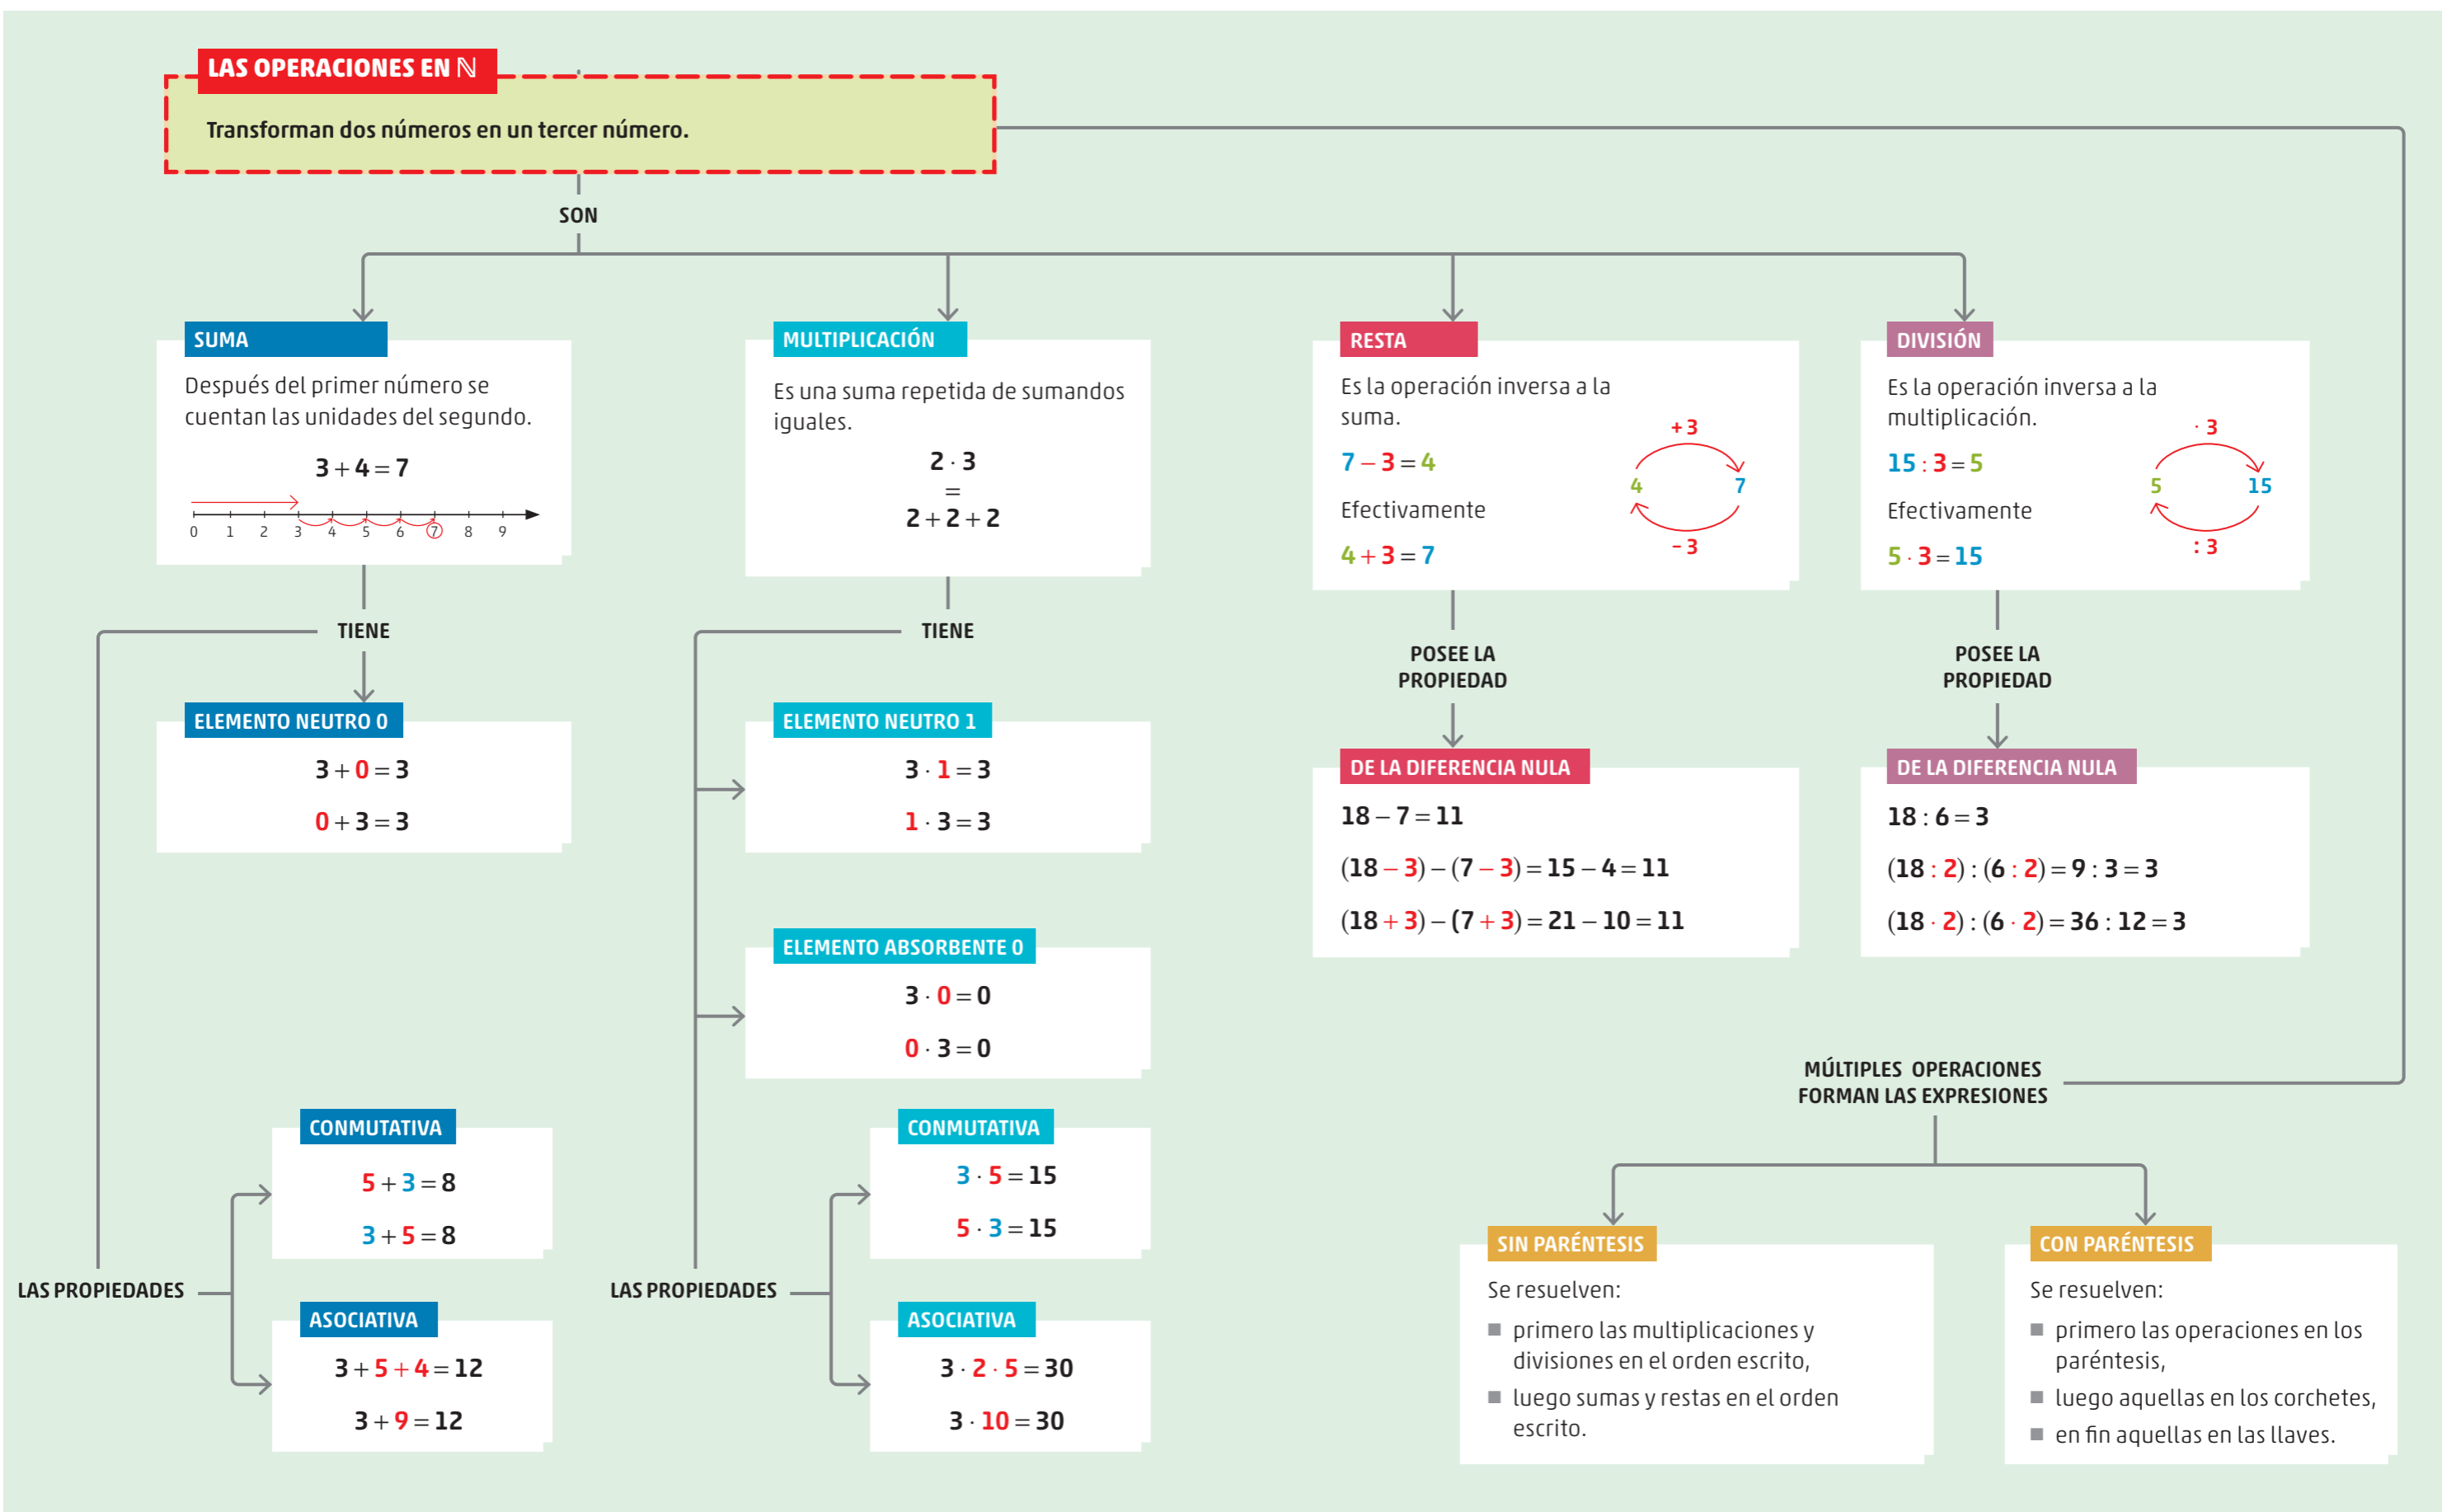 LAS OPERACIONES EN ℕ
Transforman dos números en un tercer número.
SON
SUMA
Después del primer número se
cuentan las unidades del segundo.
3 + 4 = 7
0 1 2 3 4 5 6 7 8 9
TIENE
ELEMENTO NEUTRO 0
3 + 0 = 3
0 + 3 = 3
LAS PROPIEDADES
CONMUTATIVA
5 + 3 = 8
3 + 5 = 8
ASOCIATIVA
3 + 5 + 4 = 12
3 + 9 = 12
MULTIPLICACIÓN
Es una suma repetida de sumandos
iguales.
2 · 3
=
2 + 2 + 2
TIENE
ELEMENTO NEUTRO 1
3 · 1 = 3
1 · 3 = 3
ELEMENTO ABSORBENTE 0
3 · 0 = 0
0 · 3 = 0
LAS PROPIEDADES
CONMUTATIVA
3 · 5 = 15
5 · 3 = 15
ASOCIATIVA
3 · 2 · 5 = 30
3 · 10 = 30
RESTA
Es la operación inversa a la
suma.
7 – 3 = 4
Efectivamente
4 + 3 = 7
+ 3
4 7
– 3
POSEE LA
PROPIEDAD
DE LA DIFERENCIA NULA
18 – 7 = 11
(18 – 3) – (7 – 3) = 15 – 4 = 11
(18 + 3) – (7 + 3) = 21 – 10 = 11
DIVISIÓN
Es la operación inversa a la
multiplicación.
15 : 3 = 5
Efectivamente
5 · 3 = 15
· 3
5 15
: 3
POSEE LA
PROPIEDAD
DE LA DIFERENCIA NULA
18 : 6 = 3
(18 : 2) : (6 : 2) = 9 : 3 = 3
(18 · 2) : (6 · 2) = 36 : 12 = 3
MÚLTIPLES OPERACIONES
FORMAN LAS EXPRESIONES
SIN PARÉNTESIS
Se resuelven:
■ primero las multiplicaciones y
divisiones en el orden escrito,
■ luego sumas y restas en el orden
escrito.
CON PARÉNTESIS
Se resuelven:
■ primero las operaciones en los
paréntesis,
■ luego aquellas en los corchetes,
■ en fin aquellas en las llaves.